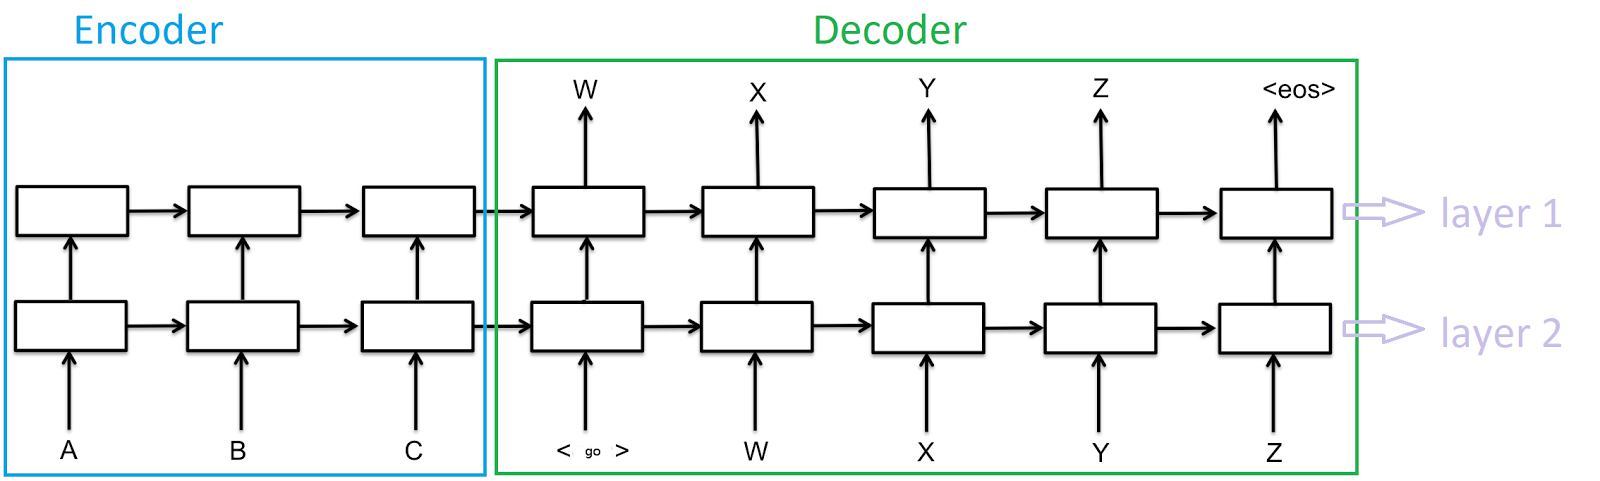 Encoder
Decoder
W X Y Z <eos>
layer 1
layer 2
A B C < go > W X Y Z